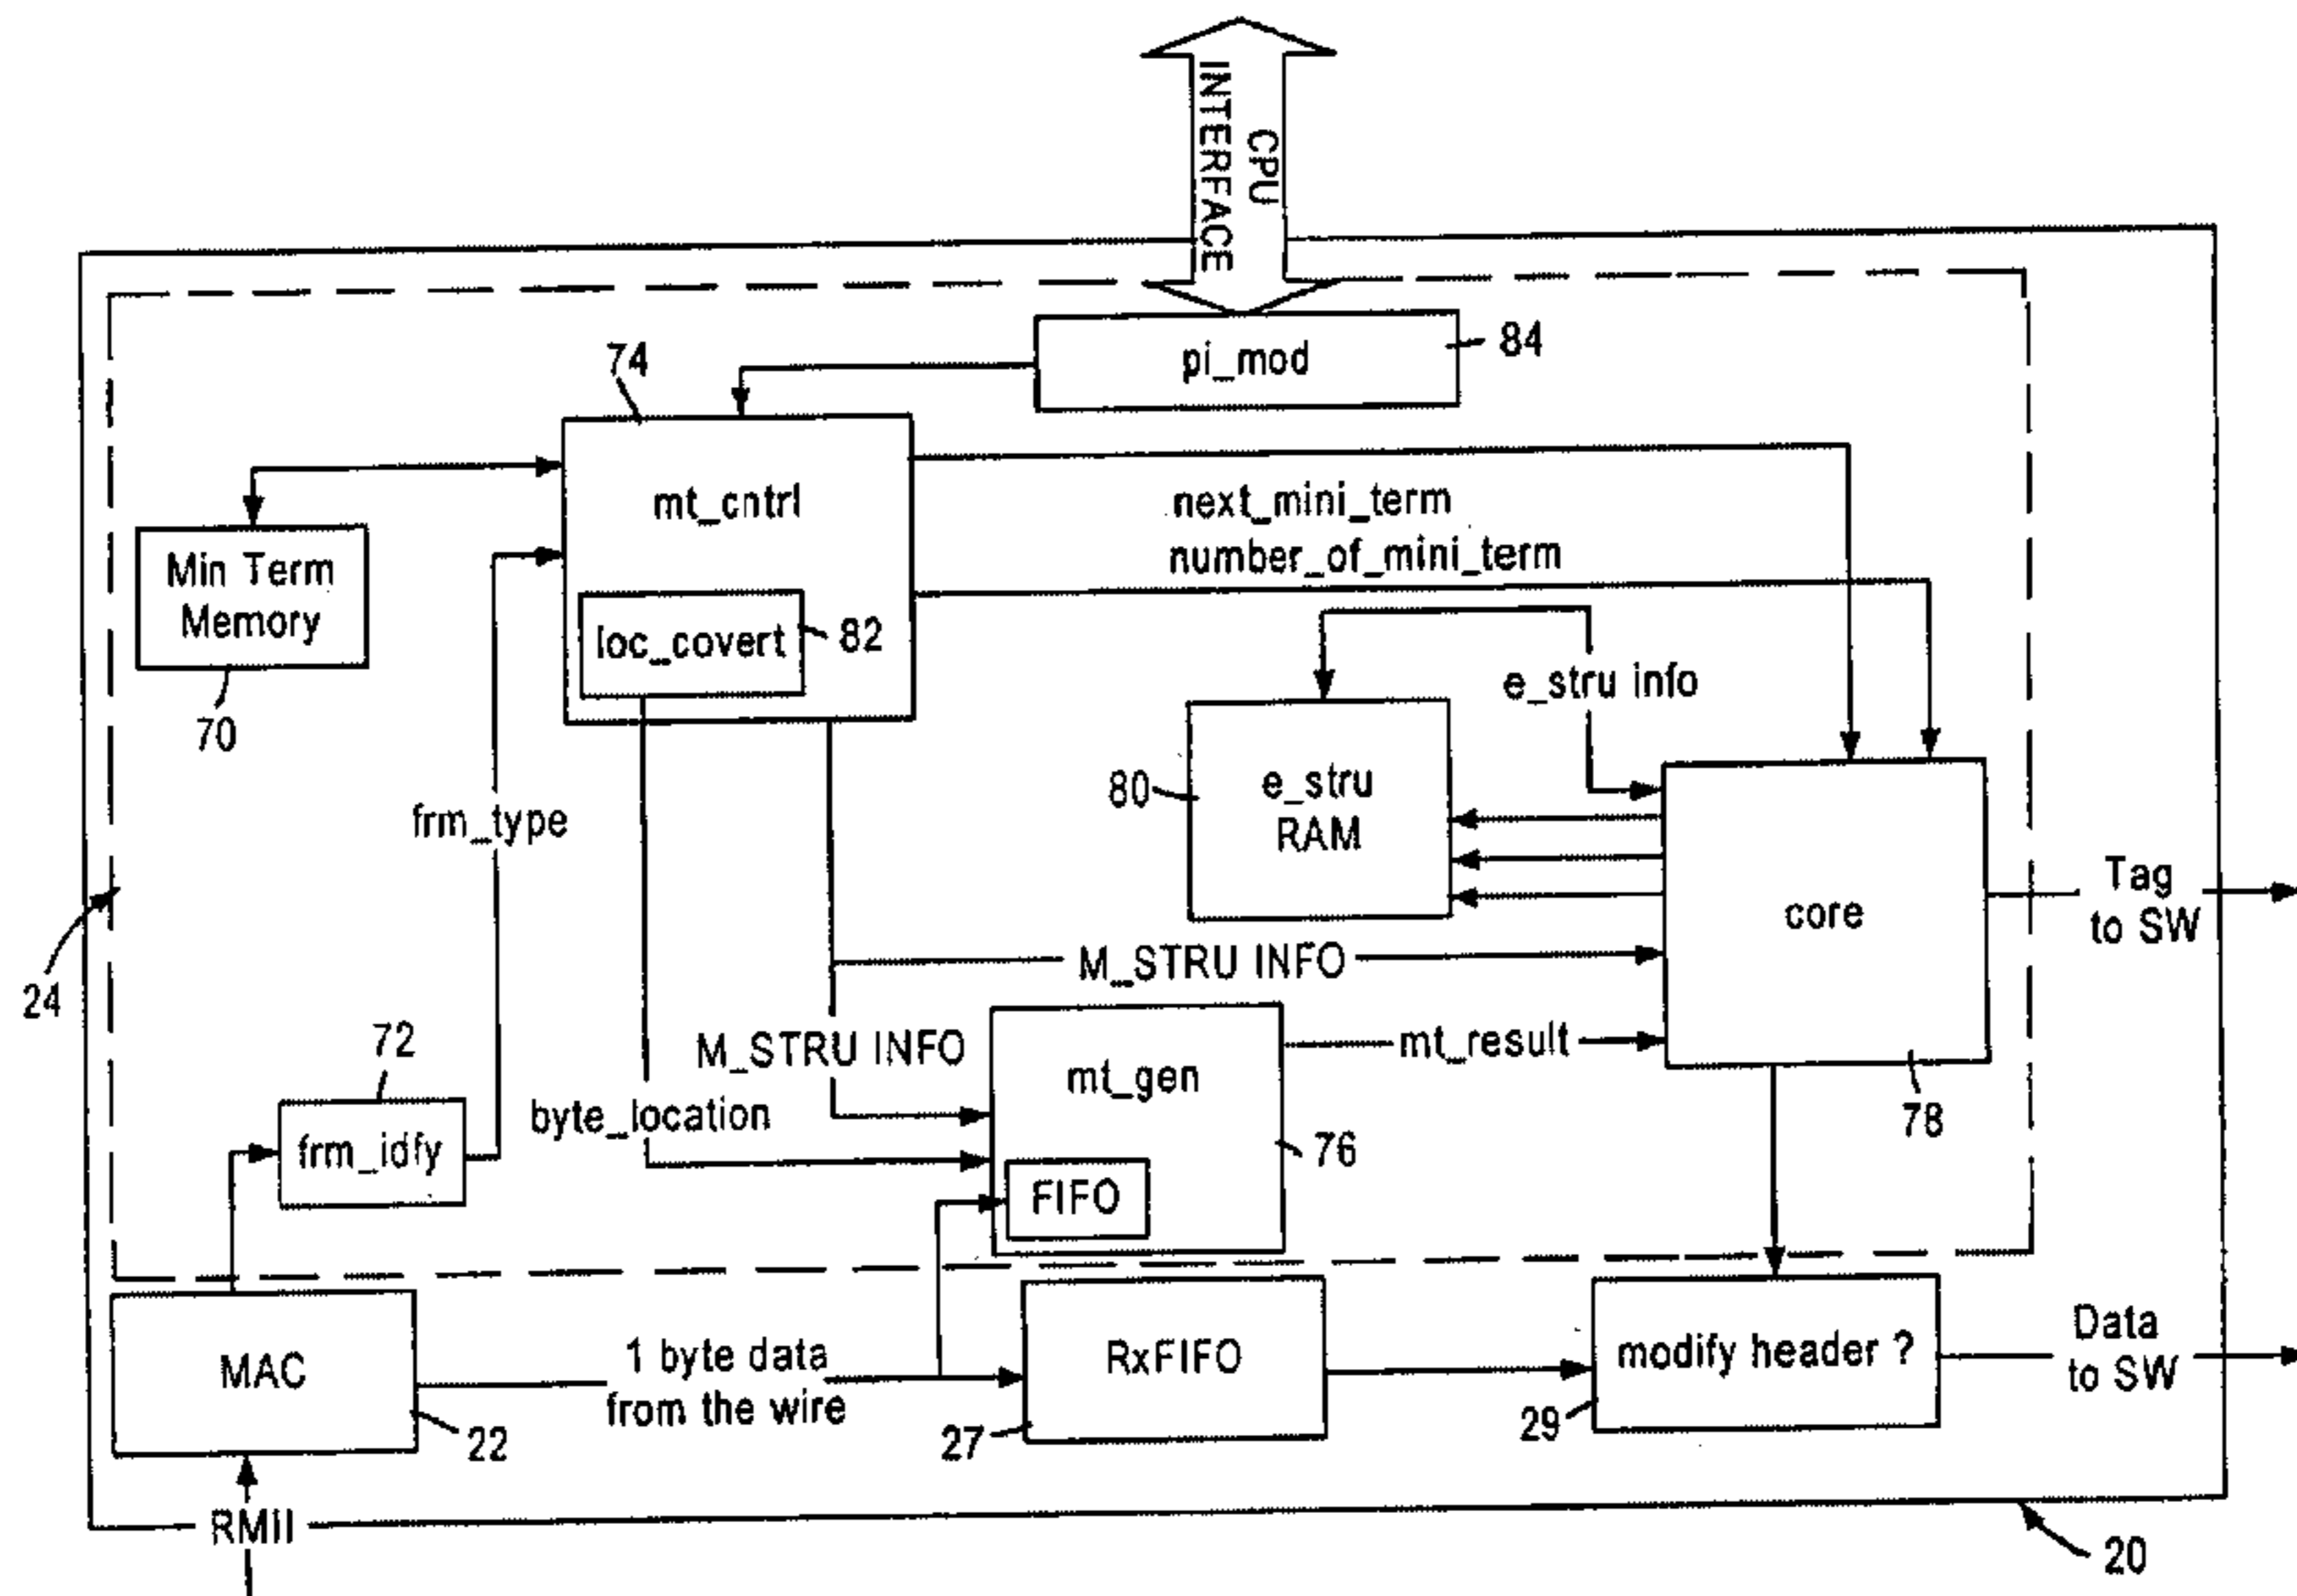 CPU
INTERFACE
pi_mod
84
74
mt_cntrl
next_mini_term
number_of_mini_term
Min Term
Memory
70
loc_covert
82
e_stru info
80
e_stru
RAM
frm_type
core
Tag
to SW
24
M_STRU INFO
72
M_STRU INFO
mt_gen
mt_result
78
byte_location
frm_idfy
76
FIFO
MAC
1 byte data
from the wire
RxFIFO
modify header ?
Data
to SW
22
27
29
RMII
20